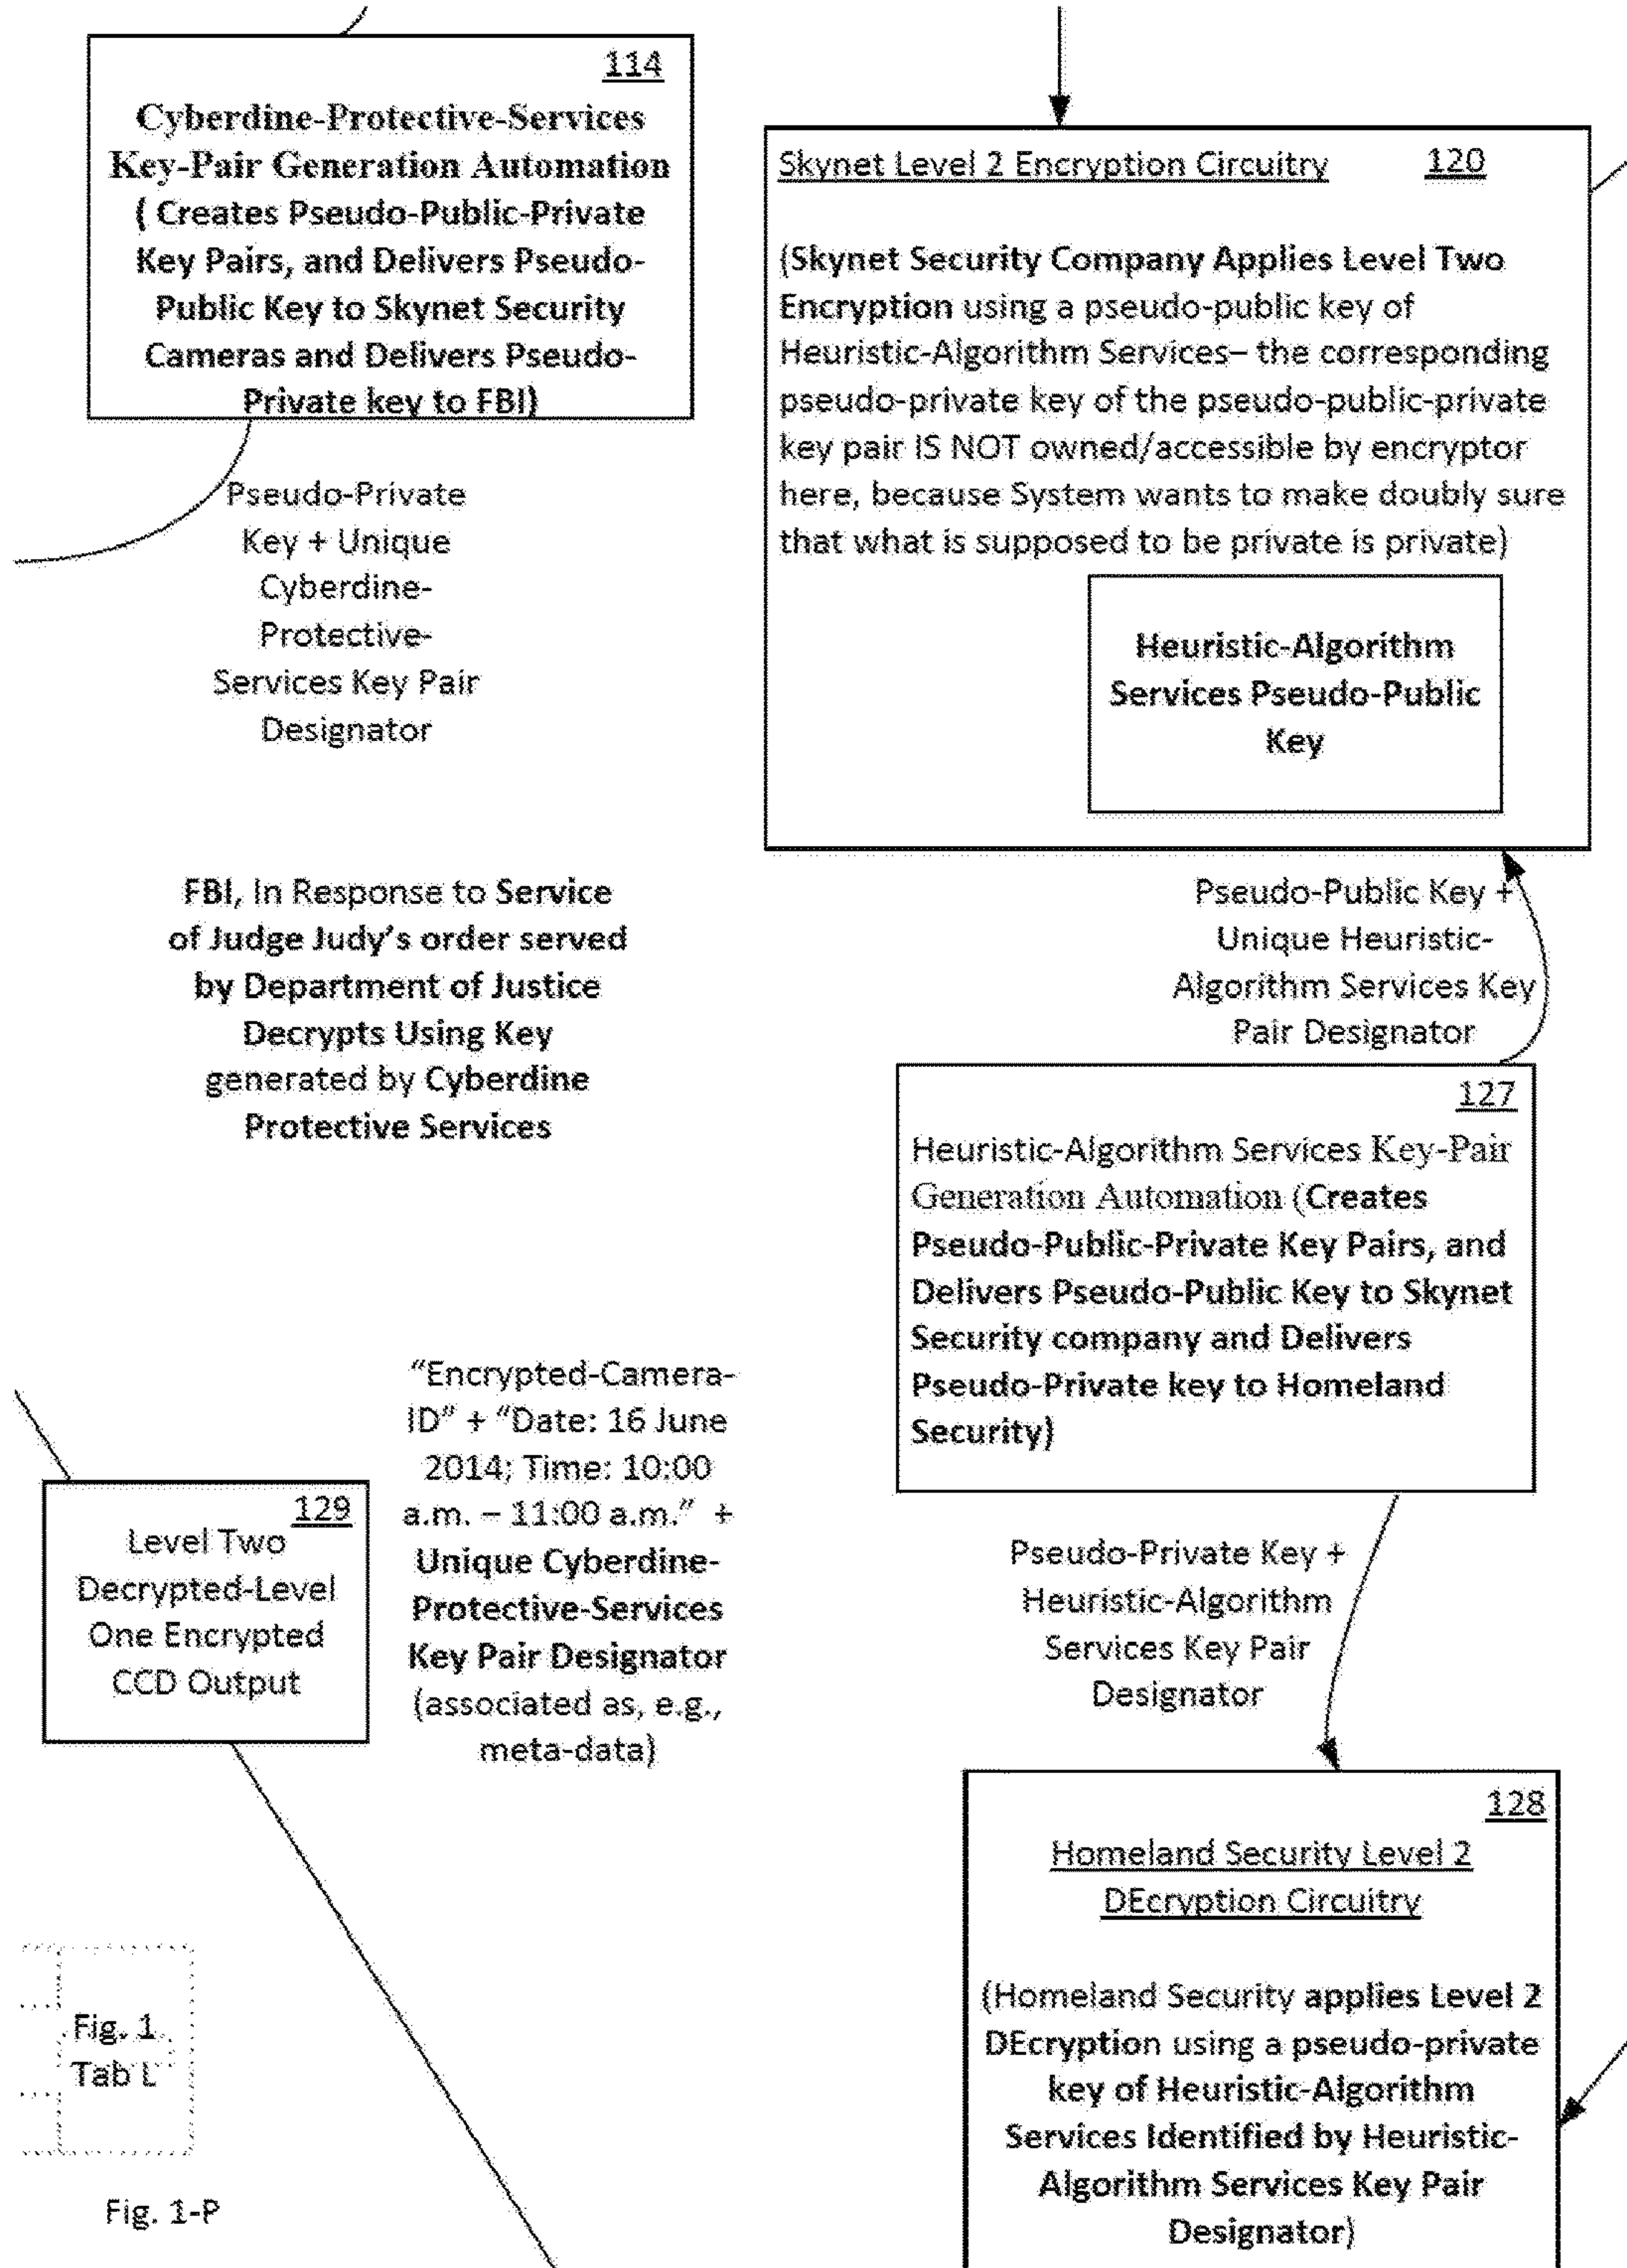 114
Cyberdine-Protective-Services
Key-Pair Generation Automation
( Creates Pseudo-Public-Private
Key Pairs, and Delivers Pseudo-
Public Key to Skynet Security
Cameras and Delivers Pseudo-
Private key to FBI)
Pseudo-Private
Key + Unique
Cyberdine-
Protective-
Services Key Pair
Designator
Skynet Level 2 Encryption Circuitry 120
(Skynet Security Company Applies Level Two
Encryption using a pseudo-public key of
Heuristic-Algorithm Services– the corresponding
pseudo-private key of the pseudo-public-private
key pair IS NOT owned/accessible by encryptor
here, because System wants to make doubly sure
that what is supposed to be private is private)
Heuristic-Algorithm
Services Pseudo-Public
Key
FBI, In Response to Service
of Judge Judy's order served
by Department of Justice
Decrypts Using Key
generated by Cyberdine
Protective Services
Pseudo-Public Key +
Unique Heuristic-
Algorithm Services Key
Pair Designator
127
Heuristic-Algorithm Services Key-Pair
Generation Automation (Creates
Pseudo-Public-Private Key Pairs, and
Delivers Pseudo-Public Key to Skynet
Security company and Delivers
Pseudo-Private key to Homeland
Security)
"Encrypted-Camera-
ID" + "Date: 16 June
2014; Time: 10:00
a.m. – 11:00 a.m." +
Unique Cyberdine-
Protective-Services
Key Pair Designator
(associated as, e.g.,
meta-data)
129
Level Two
Decrypted-Level
One Encrypted
CCD Output
Pseudo-Private Key +
Heuristic-Algorithm
Services Key Pair
Designator
128
Homeland Security Level 2
DEcryption Circuitry
(Homeland Security applies Level 2
DEcryption using a pseudo-private
key of Heuristic-Algorithm
Services Identified by Heuristic-
Algorithm Services Key Pair
Designator)
Fig. 1
Tab L
Fig. 1-P